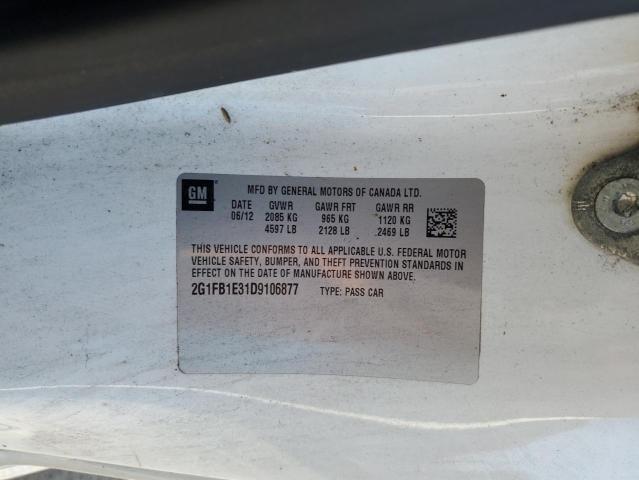 GM
MFD BY GENERAL MOTORS OF CANADA LTD.
DATE GVWR GAWR FRT GAWR RR
06/12 2085 KG 965 KG 1120 KG
4597 LB 2128 LB 2469 LB
THIS VEHICLE CONFORMS TO ALL APPLICABLE U.S. FEDERAL MOTOR
VEHICLE SAFETY, BUMPER, AND THEFT PREVENTION STANDARDS IN
EFFECT ON THE DATE OF MANUFACTURE SHOWN ABOVE.
2G1FB1E31D9106877 TYPE: PASS CAR